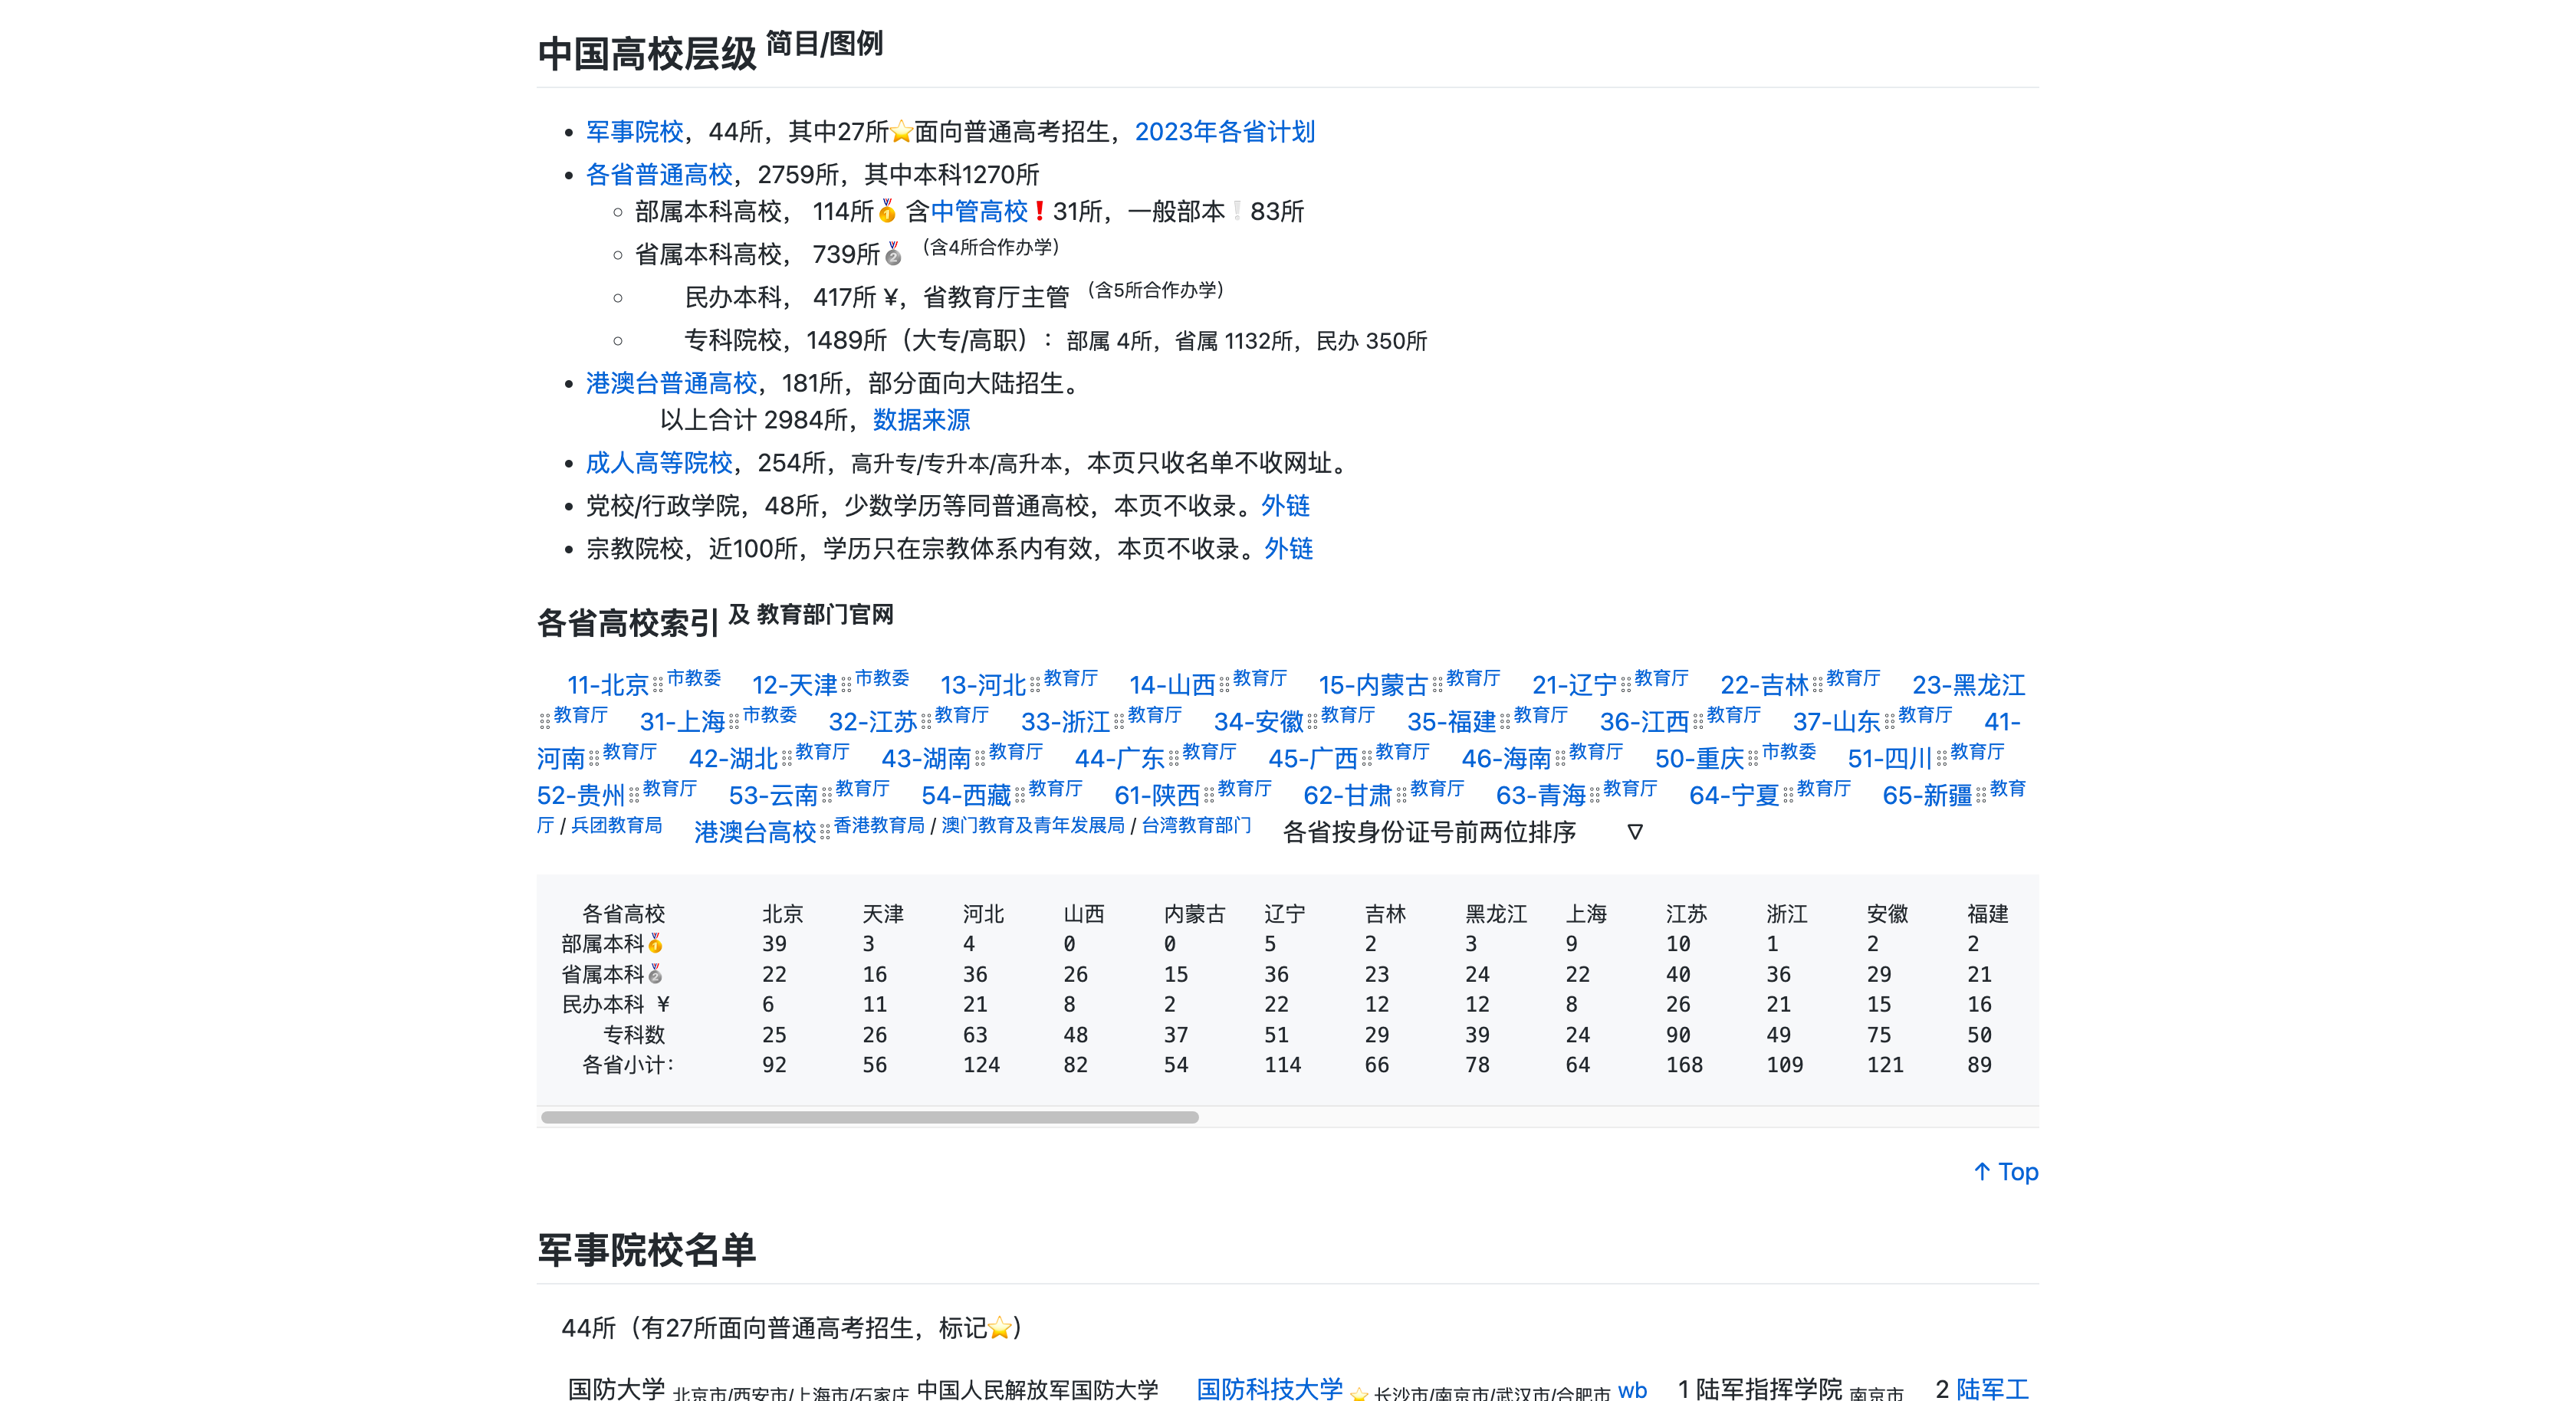 中国高校层级 简目/图例
军事院校，44所，其中27所⭐面向普通高考招生，2023年各省计划
各省普通高校，2759所，其中本科1270所
部属本科高校， 114所🥇 含中管高校❗31所，一般部本❕83所
省属本科高校， 739所🥈 （含4所合作办学）
民办本科， 417所 ¥，省教育厅主管 （含5所合作办学）
专科院校，1489所（大专/高职）：部属 4所，省属 1132所，民办 350所
港澳台普通高校，181所，部分面向大陆招生。
以上合计 2984所，数据来源
成人高等院校，254所，高升专/专升本/高升本，本页只收名单不收网址。
党校/行政学院，48所，少数学历等同普通高校，本页不收录。外链
宗教院校，近100所，学历只在宗教体系内有效，本页不收录。外链
各省高校索引 及 教育部门官网
11-北京⣿市教委 12-天津⣿市教委 13-河北⣿教育厅 14-山西⣿教育厅 15-内蒙古⣿教育厅 21-辽宁⣿教育厅 22-吉林⣿教育厅 23-黑龙江
⣿教育厅 31-上海⣿市教委 32-江苏⣿教育厅 33-浙江⣿教育厅 34-安徽⣿教育厅 35-福建⣿教育厅 36-江西⣿教育厅 37-山东⣿教育厅 41-
河南⣿教育厅 42-湖北⣿教育厅 43-湖南⣿教育厅 44-广东⣿教育厅 45-广西⣿教育厅 46-海南⣿教育厅 50-重庆⣿市教委 51-四川⣿教育厅
52-贵州⣿教育厅 53-云南⣿教育厅 54-西藏⣿教育厅 61-陕西⣿教育厅 62-甘肃⣿教育厅 63-青海⣿教育厅 64-宁夏⣿教育厅 65-新疆⣿教育
厅 / 兵团教育局 港澳台高校⣿香港教育局 / 澳门教育及青年发展局 / 台湾教育部门 各省按身份证号前两位排序 ∇
各省高校 北京 天津 河北 山西 内蒙古 辽宁 吉林 黑龙江 上海 江苏 浙江 安徽 福建
部属本科🥇 39 3 4 0 0 5 2 3 9 10 1 2 2
省属本科🥈 22 16 36 26 15 36 23 24 22 40 36 29 21
民办本科 ¥ 6 11 21 8 2 22 12 12 8 26 21 15 16
专科数 25 26 63 48 37 51 29 39 24 90 49 75 50
各省小计： 92 56 124 82 54 114 66 78 64 168 109 121 89
↑ Top
军事院校名单
44所（有27所面向普通高考招生，标记⭐）
国防大学 北京市/西安市/上海市/石家庄 中国人民解放军国防大学 国防科技大学 ⭐ 长沙市/南京市/武汉市/合肥市 wb 1 陆军指挥学院 南京市 2 陆军工